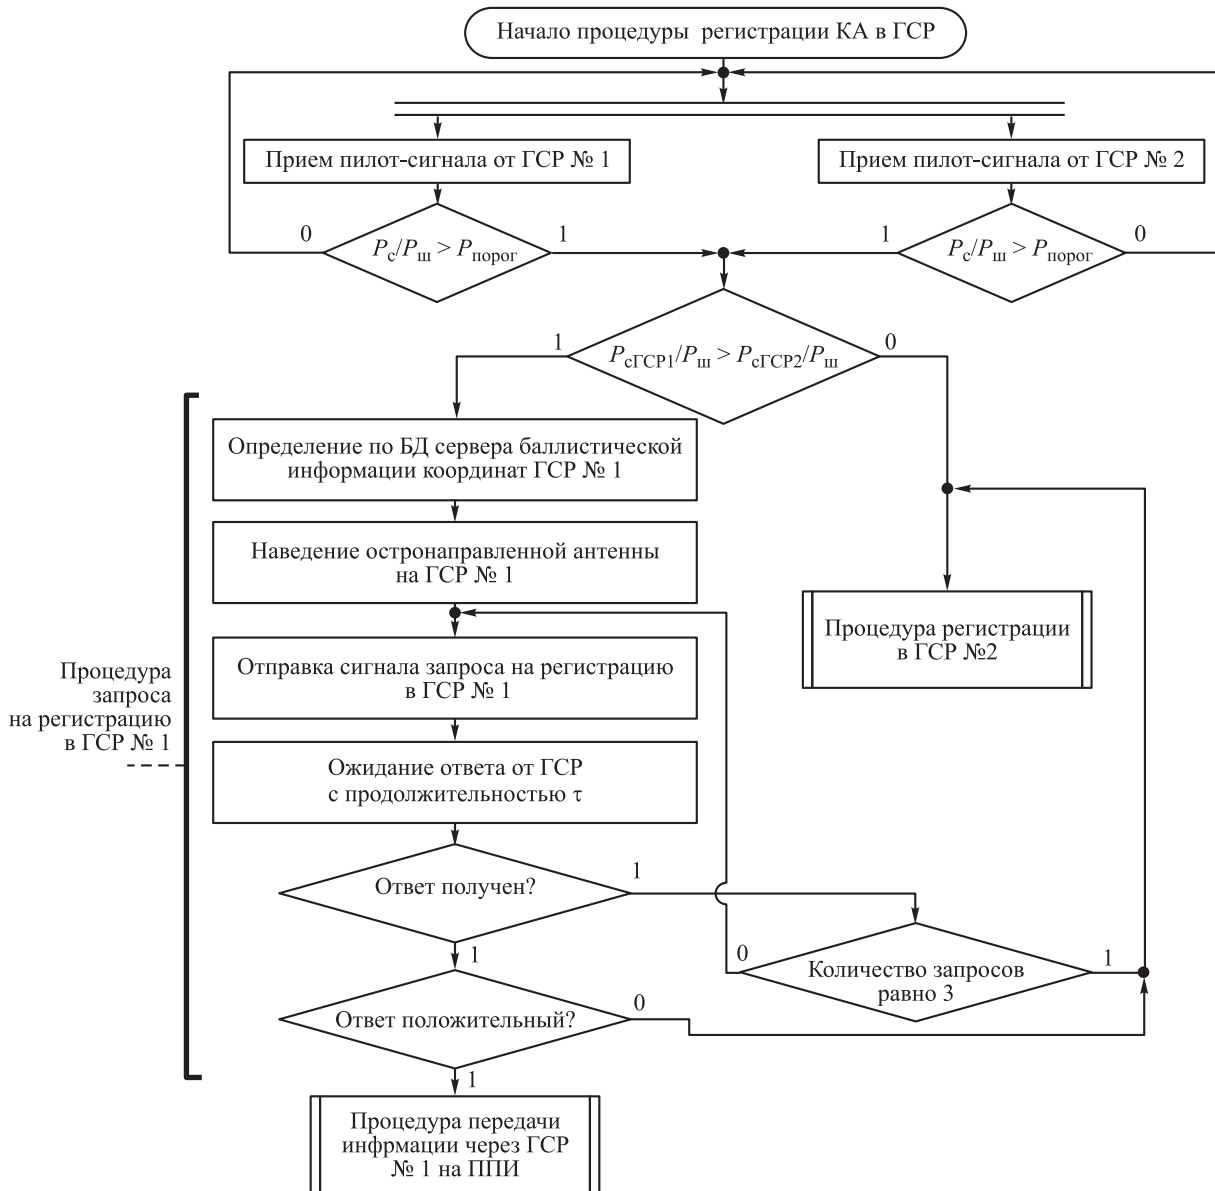 Начало процедуры регистрации КА в ГСР
Прием пилот-сигнала от ГСР № 1
Прием пилот-сигнала от ГСР № 2
0
Pс/Pш > Pпорог
1
1
Pс/Pш > Pпорог
0
1
PсГСР1/Pш > PсГСР2/Pш
0
Определение по БД сервера баллистической
информации координат ГСР № 1
Наведение остронаправленной антенны
на ГСР № 1
Процедура регистрации
в ГСР №2
Отправка сигнала запроса на регистрацию
в ГСР № 1
Процедура
запроса
на регистрацию
в ГСР № 1
Ожидание ответа от ГСР
с продолжительностью τ
Ответ получен?
1
1
0
Количество запросов
равно 3
1
Ответ положительный?
0
1
Процедура передачи
инфрмации через ГСР
№ 1 на ППИ